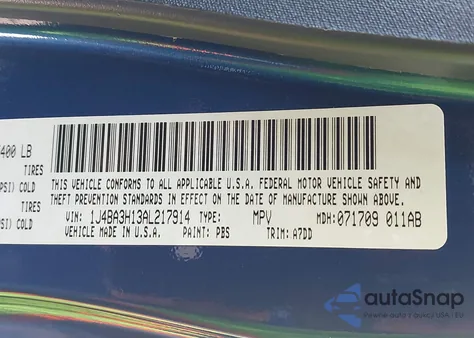 400 LB
TIRES
PSI) COLD
TIRES
PSI) COLD
THIS VEHICLE CONFORMS TO ALL APPLICABLE U.S.A. FEDERAL MOTOR VEHICLE SAFETY AND
THEFT PREVENTION STANDARDS IN EFFECT ON THE DATE OF MANUFACTURE SHOWN ABOVE.
VIN: 1J4BA3H13AL217914 TYPE: MPV MDH: 071709 011AB
VEHICLE MADE IN U.S.A. PAINT: PBS TRIM: A7DD
autoSnap